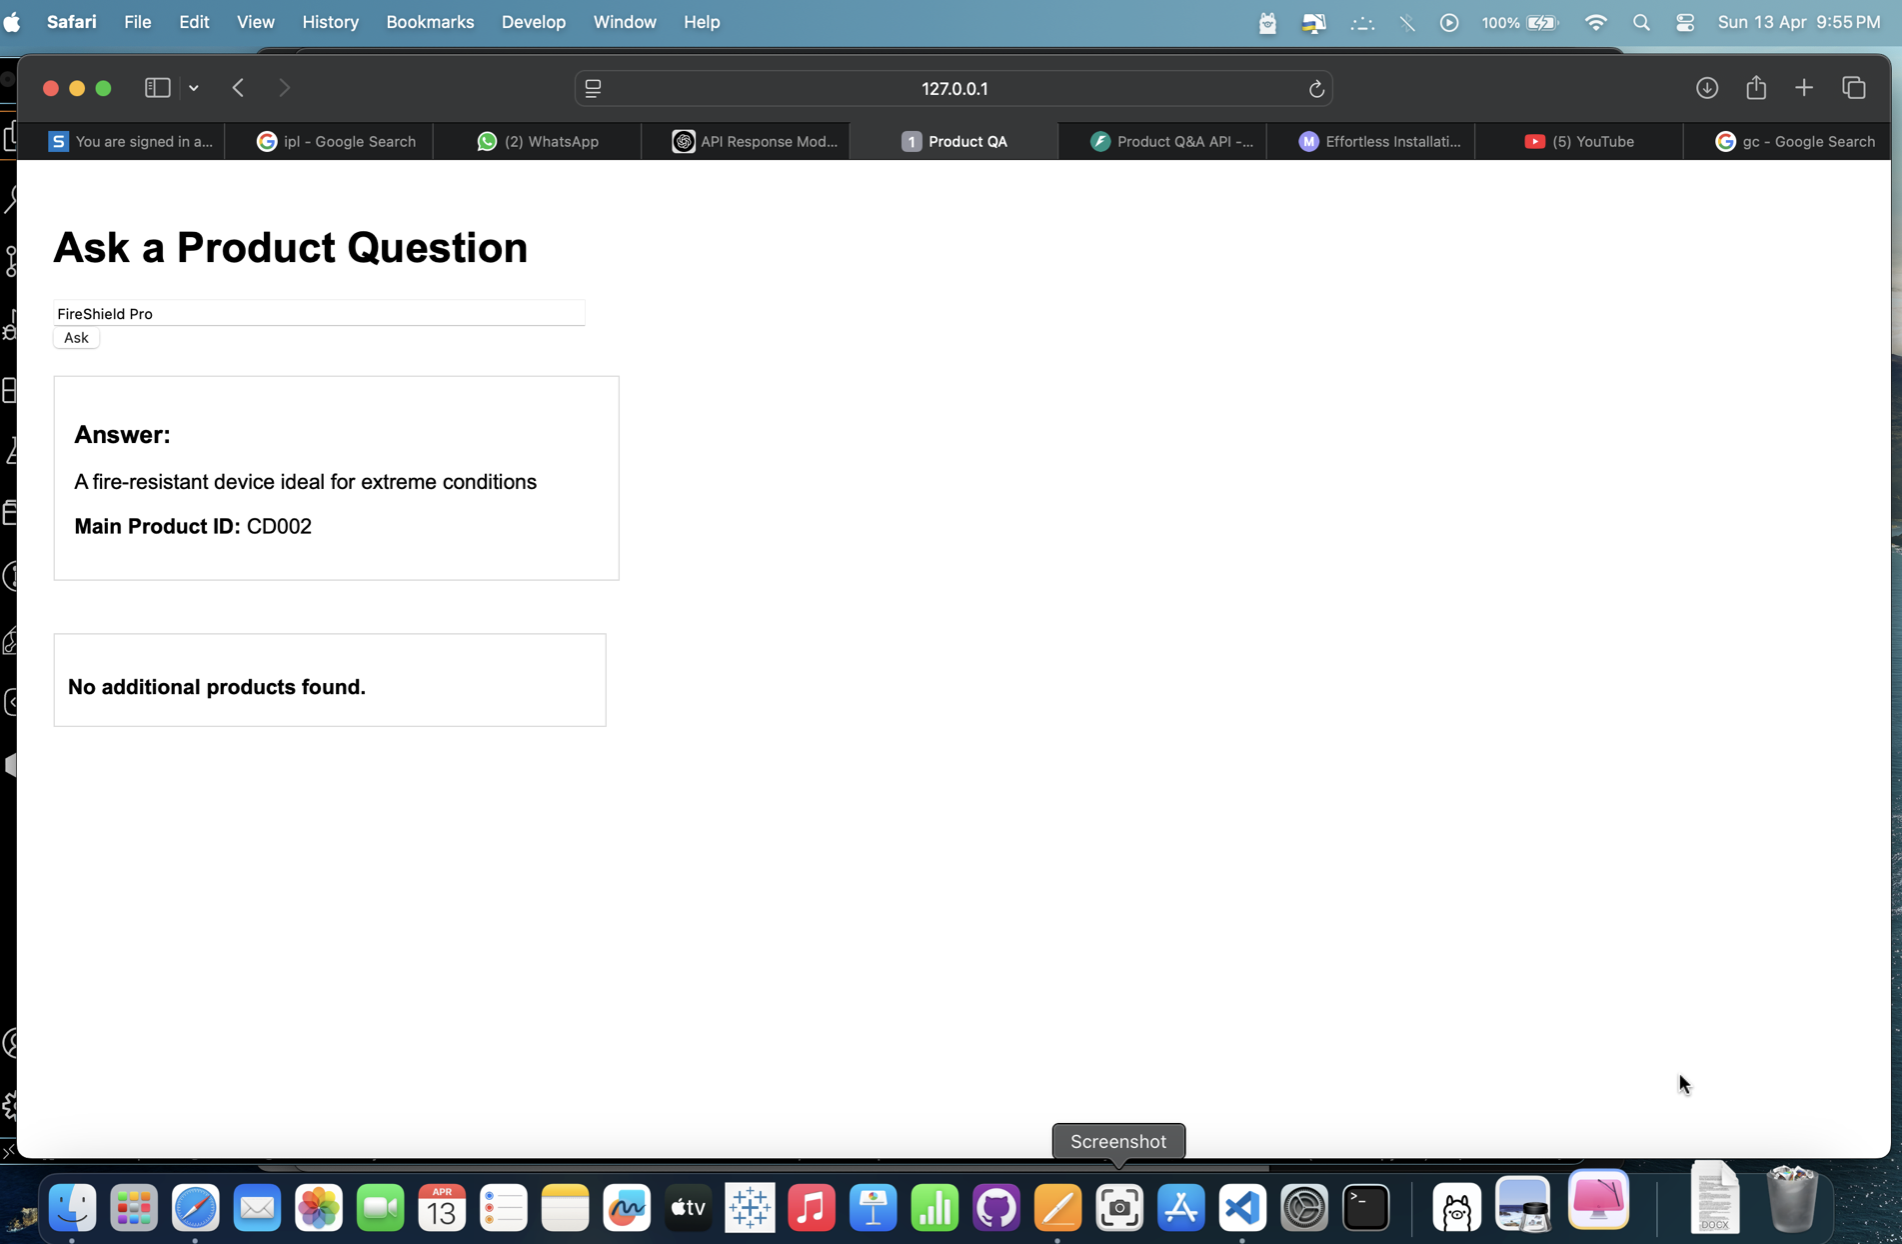 Safari File Edit View History Bookmarks Develop Window Help 100% Sun 13 Apr 9:55 PM
127.0.0.1
S You are signed in a... ipl - Google Search (2) WhatsApp API Response Mod... 1 Product QA Product Q&A API -... M Effortless Installati... (5) YouTube gc - Google Search
Ask a Product Question
FireShield Pro
Ask
Answer:
A fire-resistant device ideal for extreme conditions
Main Product ID: CD002
No additional products found.
Screenshot
APR
13
tv
DOCX